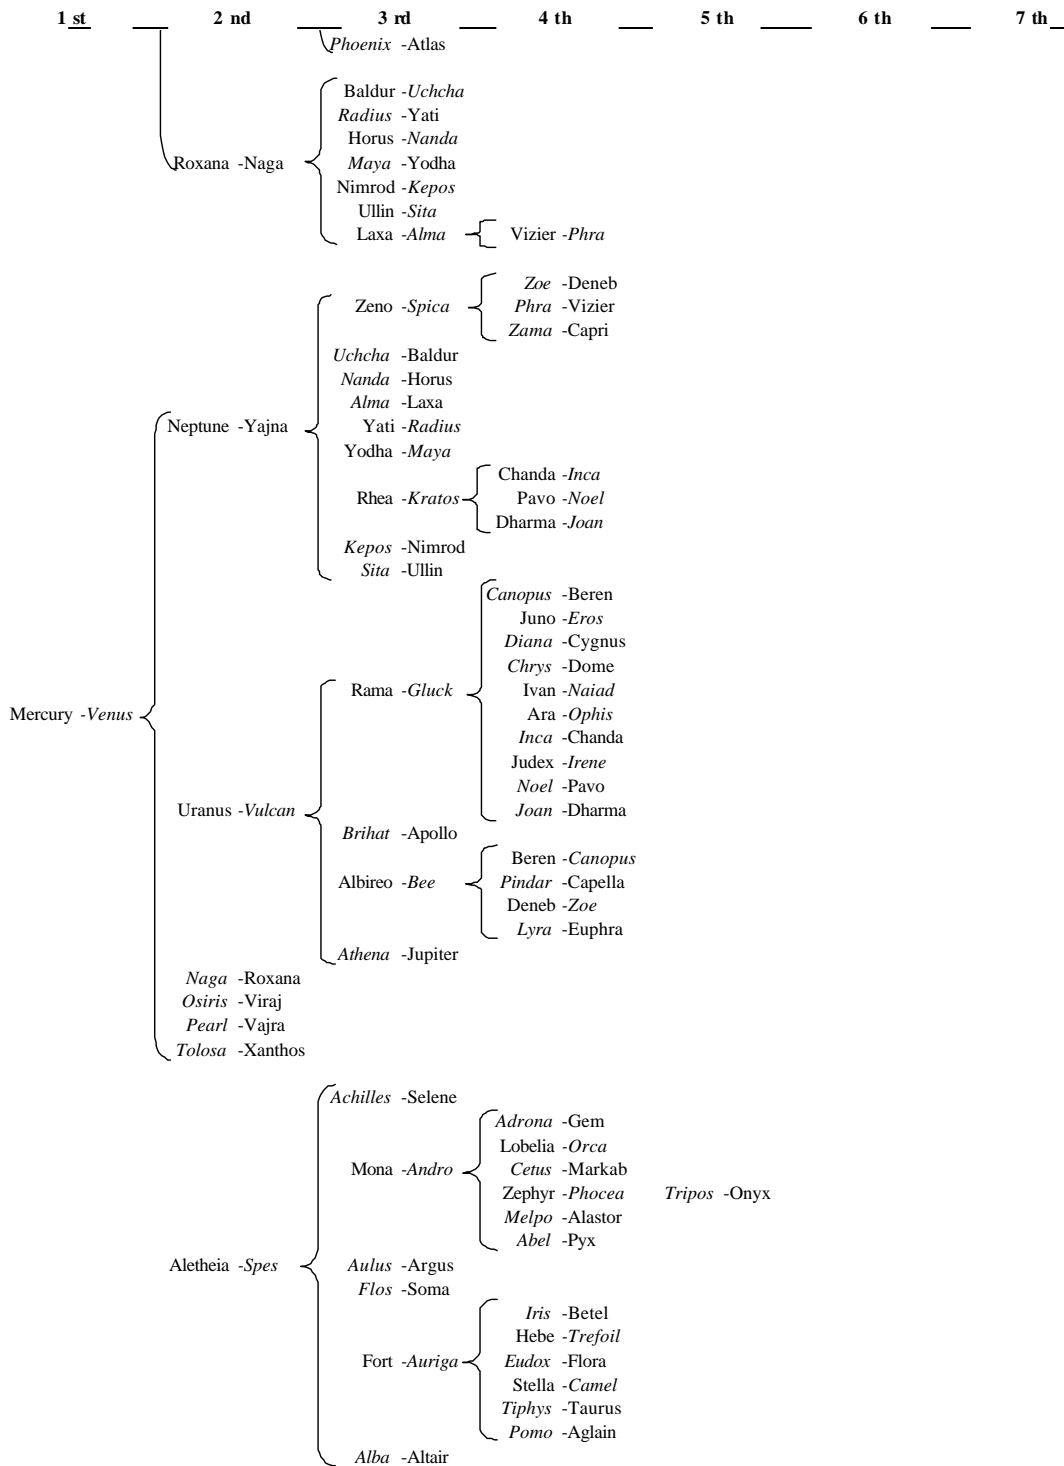 1 st 2 nd 3 rd 4 th 5 th 6 th 7 th
Phoenix -Atlas
Baldur -Uchcha
Radius -Yati
Horus -Nanda
Roxana -Naga Maya -Yodha
Nimrod -Kepos
Ullin -Sita
Laxa -Alma Vizier -Phra
Zoe -Deneb
Zeno -Spica Phra -Vizier
Zama -Capri
Uchcha -Baldur
Nanda -Horus
Alma -Laxa
Neptune -Yajna Yati -Radius
Yodha -Maya
Chanda -Inca
Rhea -Kratos Pavo -Noel
Dharma -Joan
Kepos -Nimrod
Sita -Ullin
Canopus -Beren
Juno -Eros
Diana -Cygnus
Chrys -Dome
Rama -Gluck Ivan -Naiad
Mercury -Venus Ara -Ophis
Inca -Chanda
Judex -Irene
Noel -Pavo
Uranus -Vulcan Joan -Dharma
Brihat -Apollo
Beren -Canopus
Albireo -Bee Pindar -Capella
Deneb -Zoe
Lyra -Euphra
Athena -Jupiter
Naga -Roxana
Osiris -Viraj
Pearl -Vajra
Tolosa -Xanthos
Achilles -Selene
Adrona -Gem
Lobelia -Orca
Mona -Andro Cetus -Markab
Zephyr -Phocea Tripos -Onyx
Melpo -Alastor
Abel -Pyx
Aletheia -Spes Aulus -Argus
Flos -Soma
Iris -Betel
Hebe -Trefoil
Fort -Auriga Eudox -Flora
Stella -Camel
Tiphys -Taurus
Pomo -Aglain
Alba -Altair